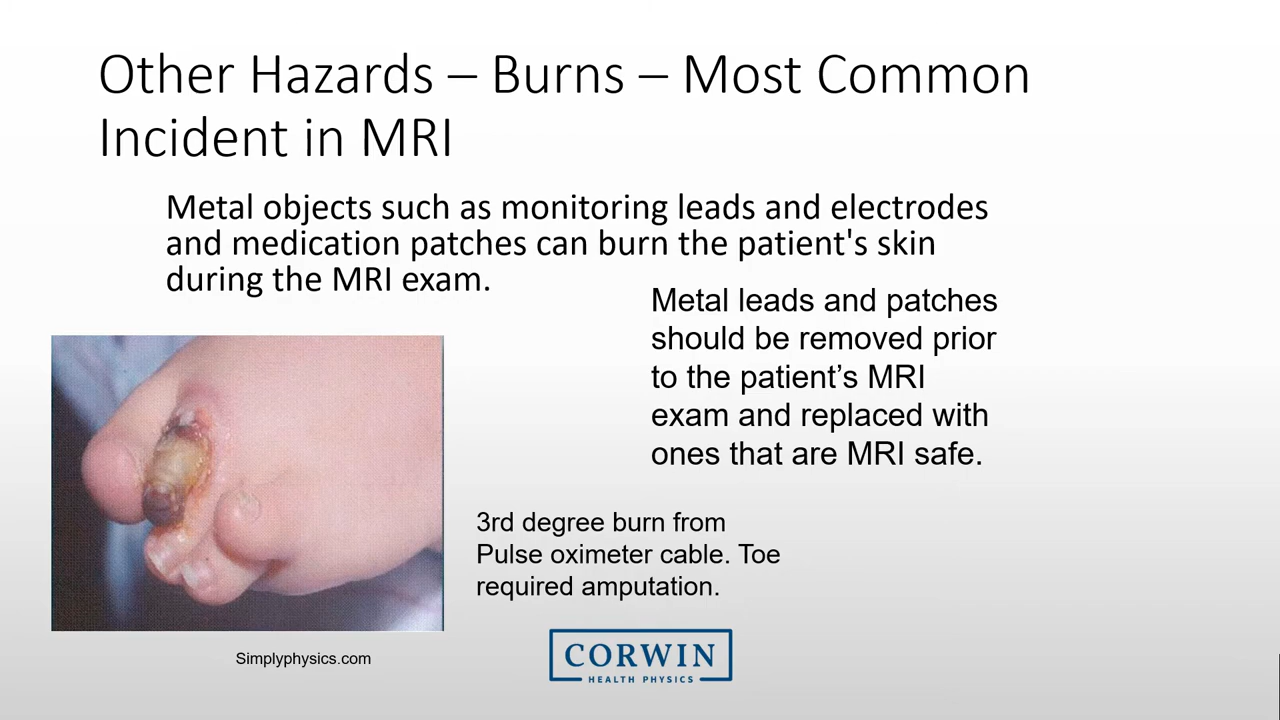 Other Hazards – Burns – Most Common
Incident in MRI
Metal objects such as monitoring leads and electrodes
and medication patches can burn the patient's skin
during the MRI exam.
Metal leads and patches
should be removed prior
to the patient’s MRI
exam and replaced with
ones that are MRI safe.
3rd degree burn from
Pulse oximeter cable. Toe
required amputation.
Simplyphysics.com
CORWIN
HEALTH PHYSICS